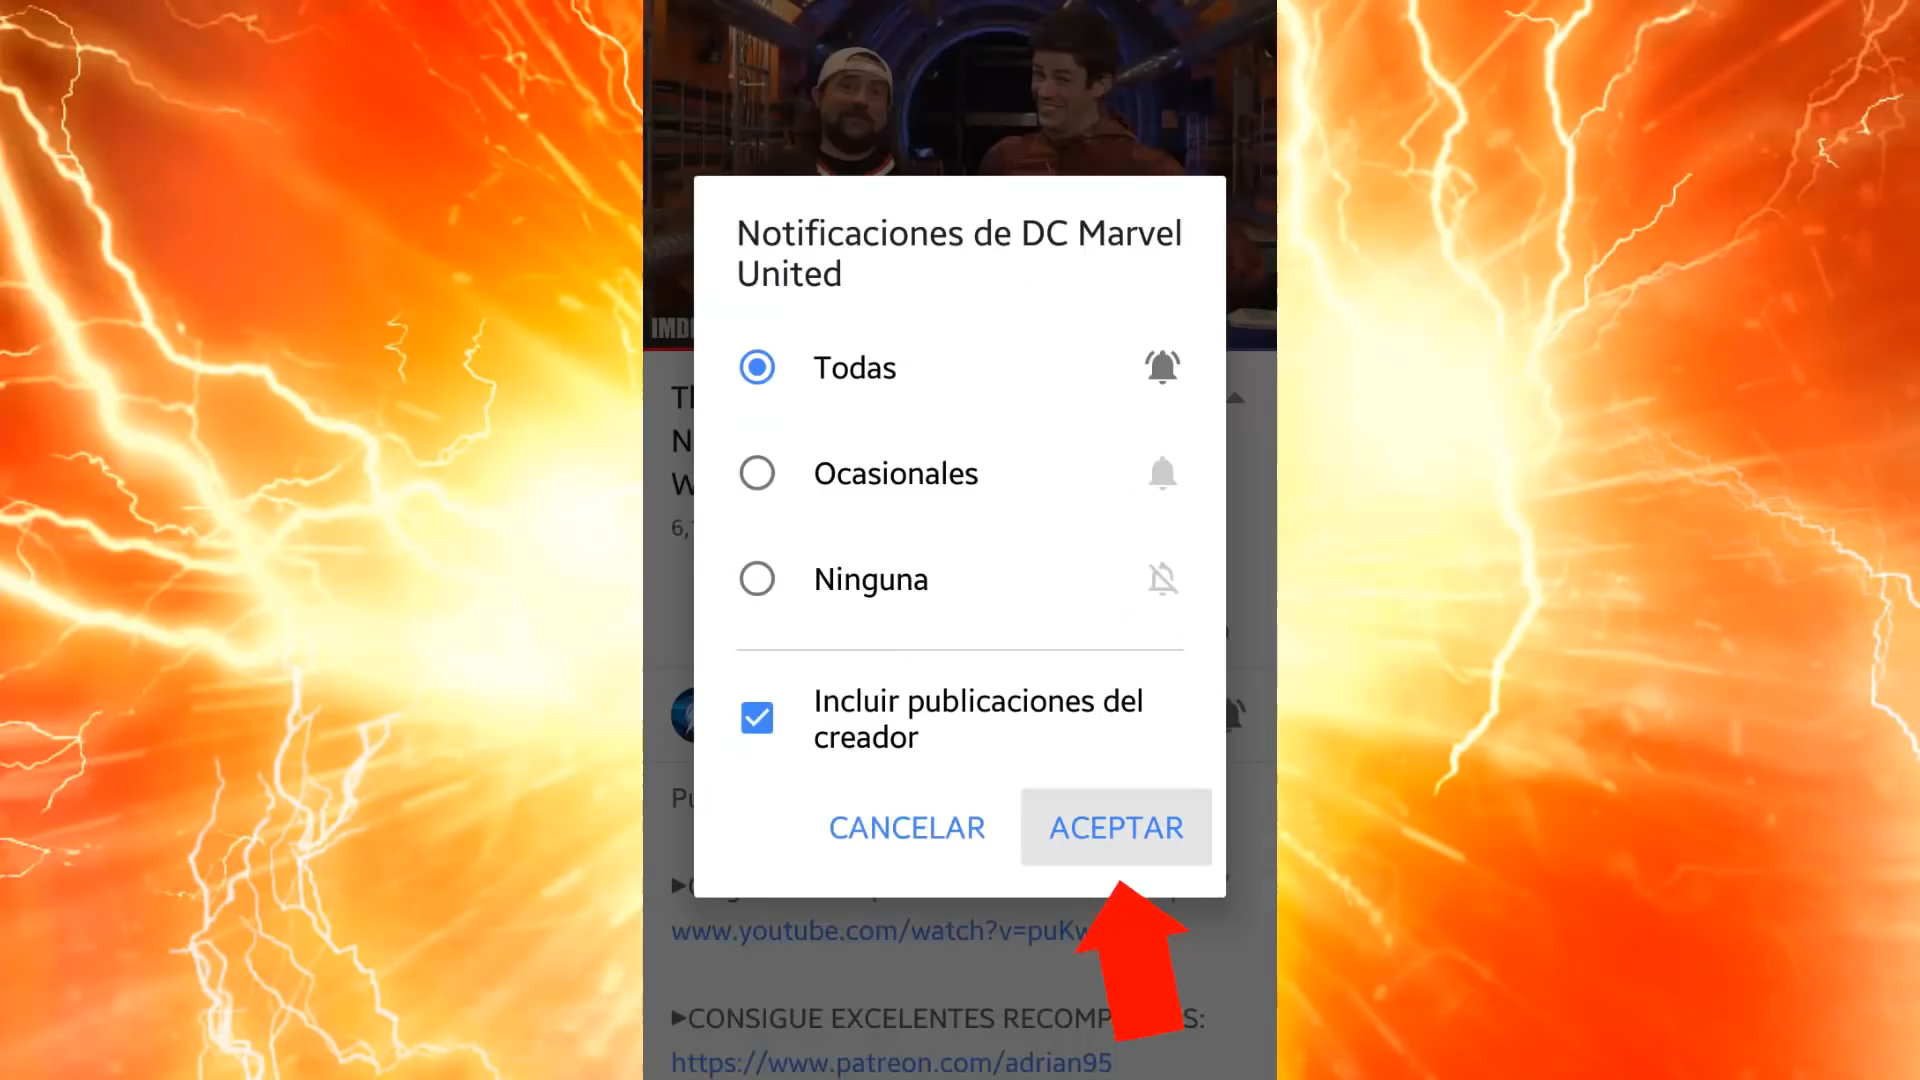 IMD
Notificaciones de DC Marvel
United
Todas
Ocasionales
Ninguna
Incluir publicaciones del
creador
CANCELAR
ACEPTAR
www.youtube.com/watch?v=puKw
▶CONSIGUE EXCELENTES RECOMP S:
https://www.patreon.com/adrian95